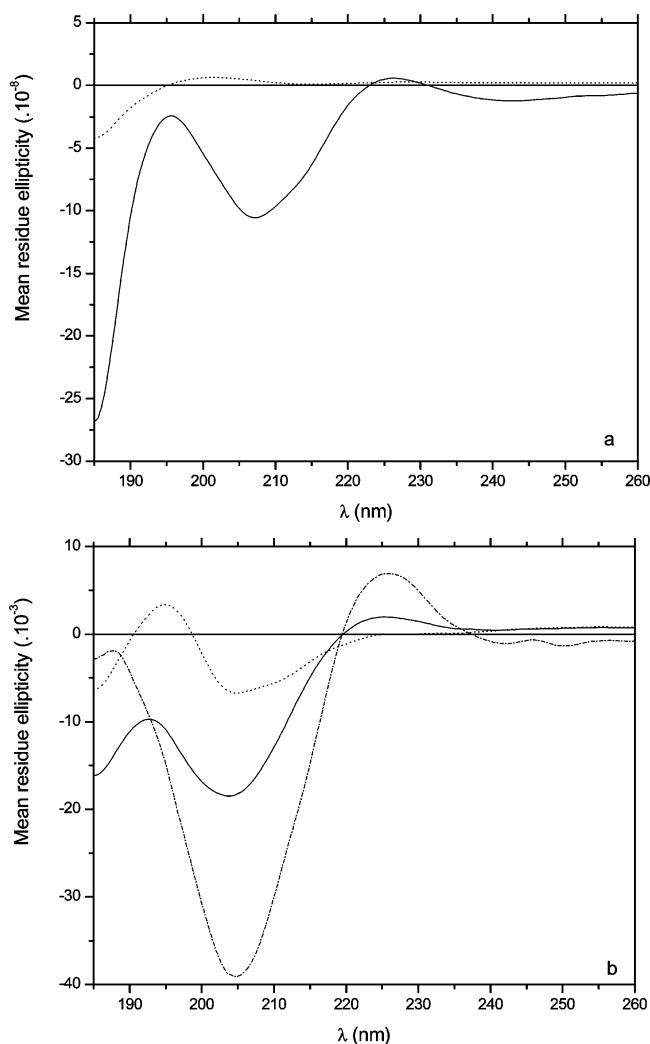 5
0
-5
-10
-15
-20
-25
-30
Mean residue ellipticity (.10⁻⁸)
190 200 210 220 230 240 250 260
λ (nm)
a
10
0
-10
-20
-30
-40
Mean residue ellipticity (.10⁻³)
190 200 210 220 230 240 250 260
λ (nm)
b